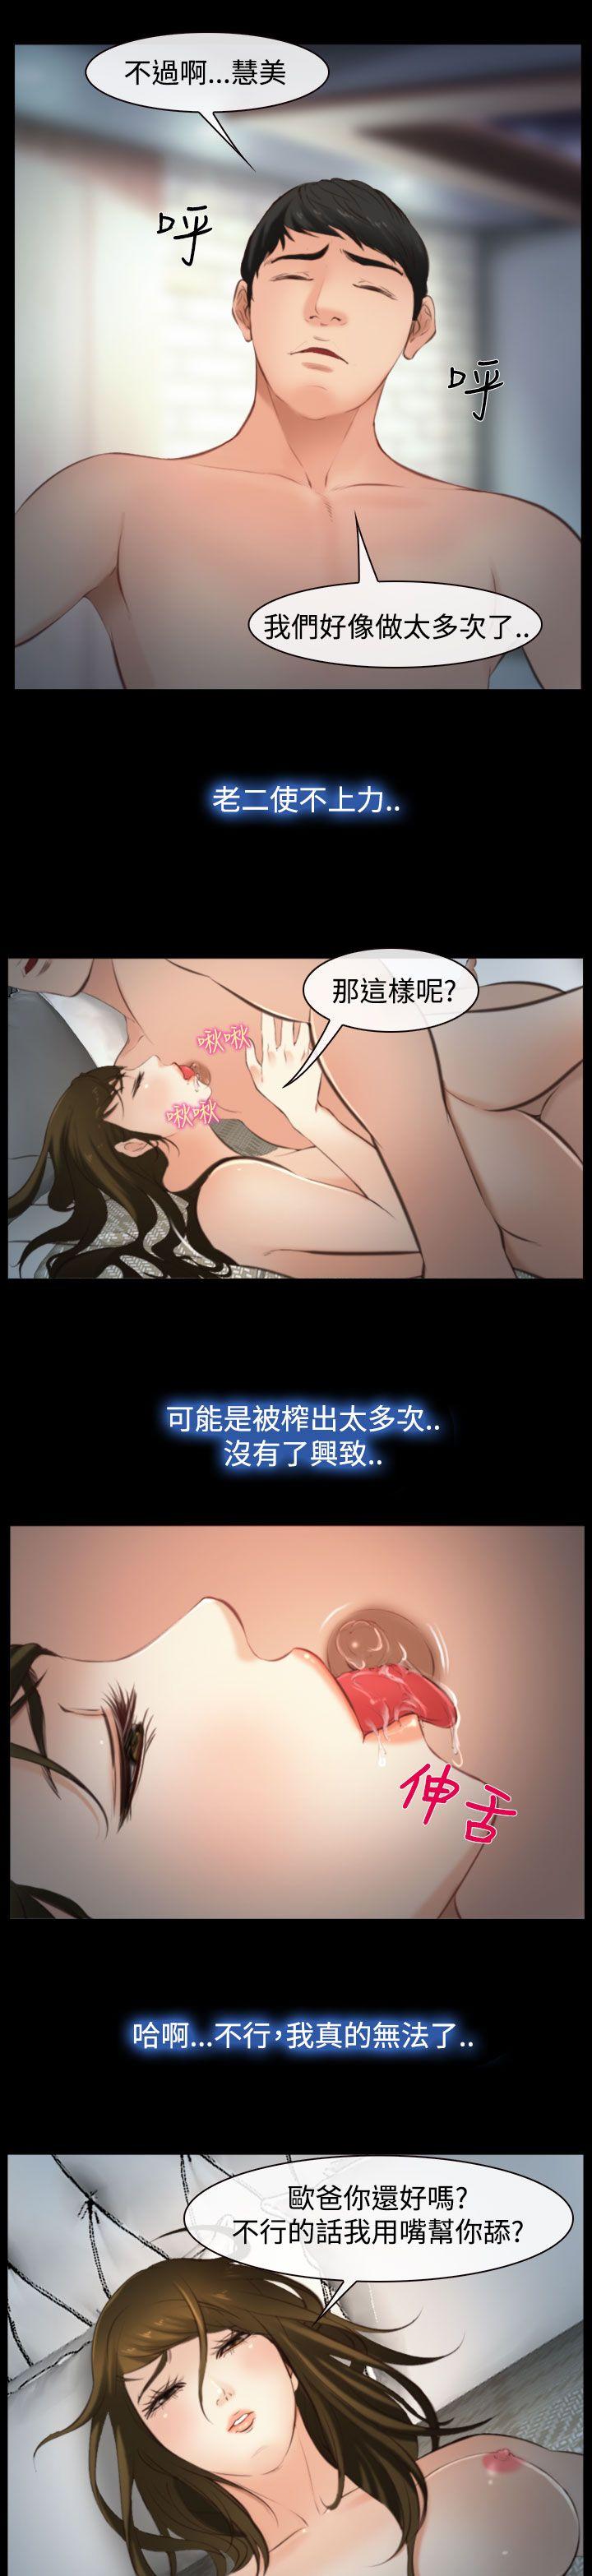 不過啊...慧美
呼
呼
我們好像做太多次了..
老二使不上力..
那這樣呢?
啾啾
啾啾
可能是被榨出太多次..
沒有了興致..
伸舌
哈啊...不行,我真的無法了..
歐爸你還好嗎?
不行的話我用嘴幫你舔?